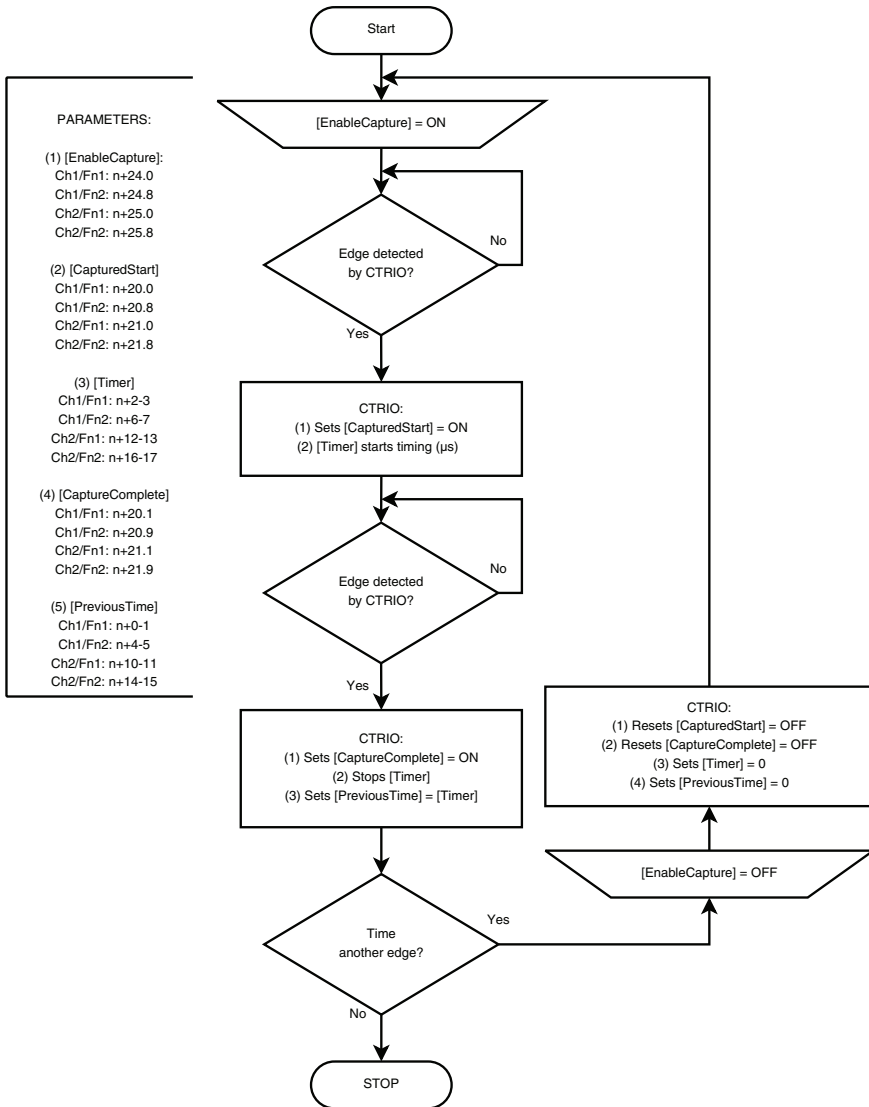 Start
PARAMETERS:
(1) [EnableCapture]:
Ch1/Fn1: n+24.0
Ch1/Fn2: n+24.8
Ch2/Fn1: n+25.0
Ch2/Fn2: n+25.8
(2) [CapturedStart]
Ch1/Fn1: n+20.0
Ch1/Fn2: n+20.8
Ch2/Fn1: n+21.0
Ch2/Fn2: n+21.8
(3) [Timer]
Ch1/Fn1: n+2-3
Ch1/Fn2: n+6-7
Ch2/Fn1: n+12-13
Ch2/Fn2: n+16-17
(4) [CaptureComplete]
Ch1/Fn1: n+20.1
Ch1/Fn2: n+20.9
Ch2/Fn1: n+21.1
Ch2/Fn2: n+21.9
(5) [PreviousTime]
Ch1/Fn1: n+0-1
Ch1/Fn2: n+4-5
Ch2/Fn1: n+10-11
Ch2/Fn2: n+14-15
[EnableCapture] = ON
Edge detected
by CTRIO?
No
Yes
CTRIO:
(1) Sets [CapturedStart] = ON
(2) [Timer] starts timing (µs)
Edge detected
by CTRIO?
No
Yes
CTRIO:
(1) Sets [CaptureComplete] = ON
(2) Stops [Timer]
(3) Sets [PreviousTime] = [Timer]
Time
another edge?
Yes
No
STOP
[EnableCapture] = OFF
CTRIO:
(1) Resets [CapturedStart] = OFF
(2) Resets [CaptureComplete] = OFF
(3) Sets [Timer] = 0
(4) Sets [PreviousTime] = 0